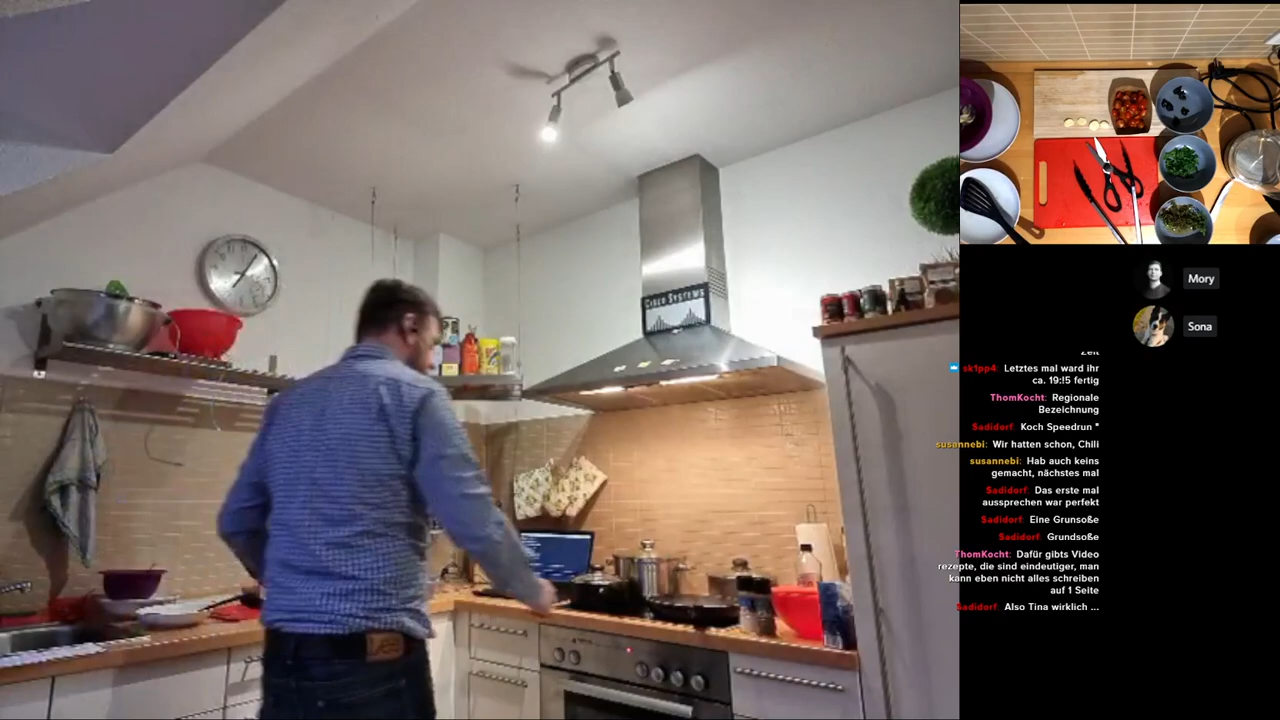 CYBER SYSTEMS
Mory
Sona
Zeit
sk1pp4: Letztes mal ward ihr
ca. 19:!5 fertig
ThomKocht: Regionale
Bezeichnung
Sadidorf: Koch Speedrun *
susannebi: Wir hatten schon, Chili
susannebi: Hab auch keins
gemacht, nächstes mal
Sadidorf: Das erste mal
aussprechen war perfekt
Sadidorf: Eine Grunsoße
Sadidorf: Grundsoße
ThomKocht: Dafür gibts Video
rezepte, die sind eindeutiger, man
kann eben nicht alles schreiben
auf 1 Seite
Sadidorf: Also Tina wirklich ...